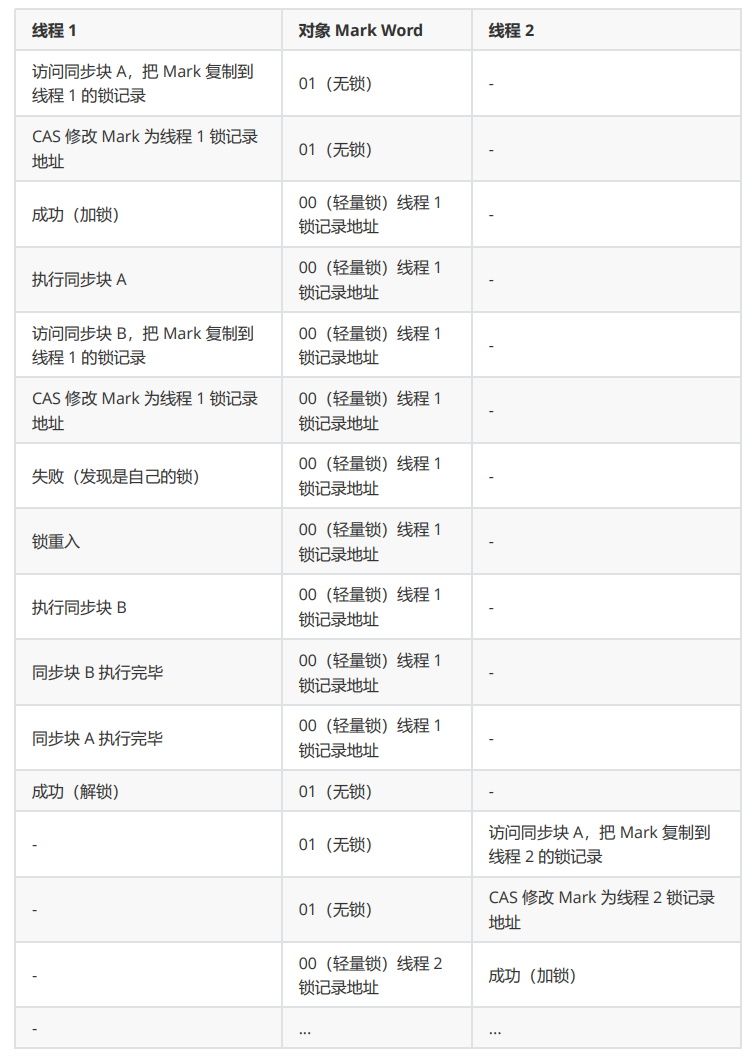 线程 1
对象 Mark Word
线程 2
访问同步块 A，把 Mark 复制到
线程 1 的锁记录
01（无锁）
-
CAS 修改 Mark 为线程 1 锁记录
地址
01（无锁）
-
成功（加锁）
00（轻量锁）线程 1
锁记录地址
-
执行同步块 A
00（轻量锁）线程 1
锁记录地址
-
访问同步块 B，把 Mark 复制到
线程 1 的锁记录
00（轻量锁）线程 1
锁记录地址
-
CAS 修改 Mark 为线程 1 锁记录
地址
00（轻量锁）线程 1
锁记录地址
-
失败（发现是自己的锁）
00（轻量锁）线程 1
锁记录地址
-
锁重入
00（轻量锁）线程 1
锁记录地址
-
执行同步块 B
00（轻量锁）线程 1
锁记录地址
-
同步块 B 执行完毕
00（轻量锁）线程 1
锁记录地址
-
同步块 A 执行完毕
00（轻量锁）线程 1
锁记录地址
-
成功（解锁）
01（无锁）
-
-
01（无锁）
访问同步块 A，把 Mark 复制到
线程 2 的锁记录
-
01（无锁）
CAS 修改 Mark 为线程 2 锁记录
地址
-
00（轻量锁）线程 2
锁记录地址
成功（加锁）
-
...
...